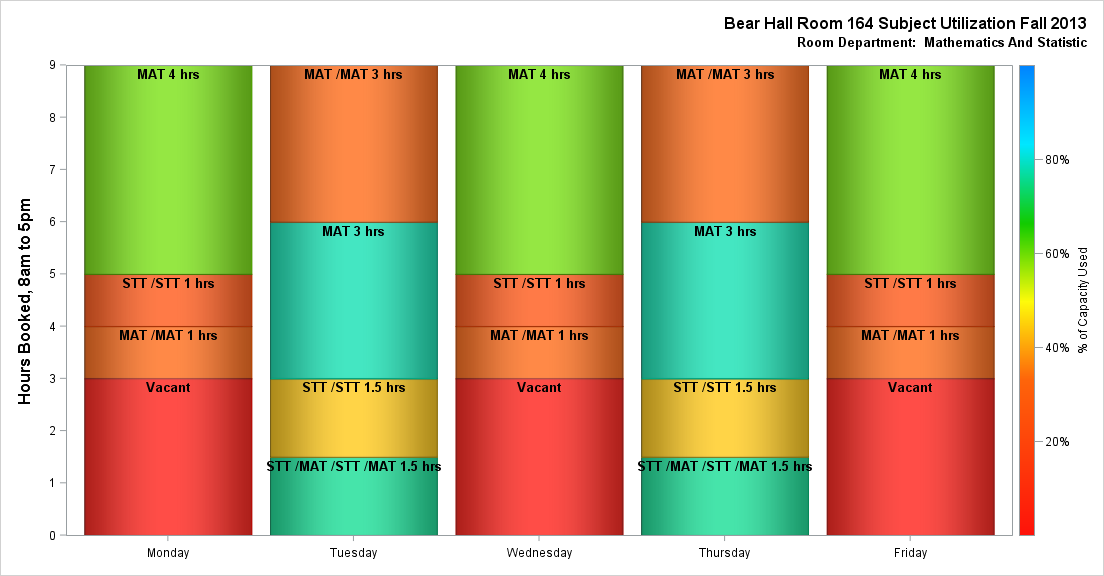 Bear Hall Room 164 Subject Utilization Fall 2013
Room Department:  Mathematics And Statistic
Hours Booked, 8am to 5pm
9
8
7
6
5
4
3
2
1
0
MAT 4 hrs
STT /STT 1 hrs
MAT /MAT 1 hrs
Vacant
MAT /MAT 3 hrs
MAT 3 hrs
STT /STT 1.5 hrs
STT /MAT /STT /MAT 1.5 hrs
MAT 4 hrs
STT /STT 1 hrs
MAT /MAT 1 hrs
Vacant
MAT /MAT 3 hrs
MAT 3 hrs
STT /STT 1.5 hrs
STT /MAT /STT /MAT 1.5 hrs
MAT 4 hrs
STT /STT 1 hrs
MAT /MAT 1 hrs
Vacant
Monday
Tuesday
Wednesday
Thursday
Friday
80%
60%
40%
20%
% of Capacity Used